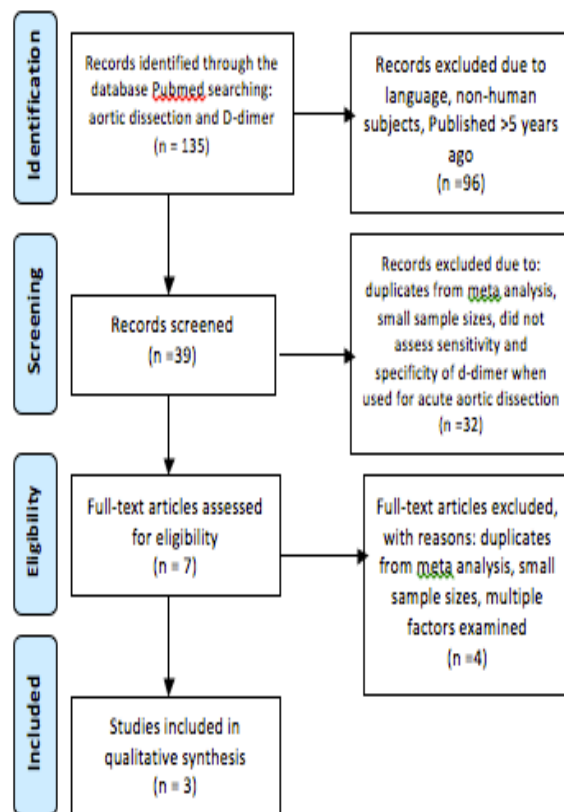 Identification
Records identified through the
database Pubmed searching:
aortic dissection and D-dimer
(n = 135)
Records excluded due to
language, non-human
subjects, Published >5 years
ago
(n =96)
Screening
Records screened
(n =39)
Records excluded due to:
duplicates from meta analysis,
small sample sizes, did not
assess sensitivity and
specificity of d-dimer when
used for acute aortic dissection
(n =32)
Eligibility
Full-text articles assessed
for eligibility
(n = 7)
Full-text articles excluded,
with reasons: duplicates
from meta analysis, small
sample sizes, multiple
factors examined
(n =4)
Included
Studies included in
qualitative synthesis
(n = 3)